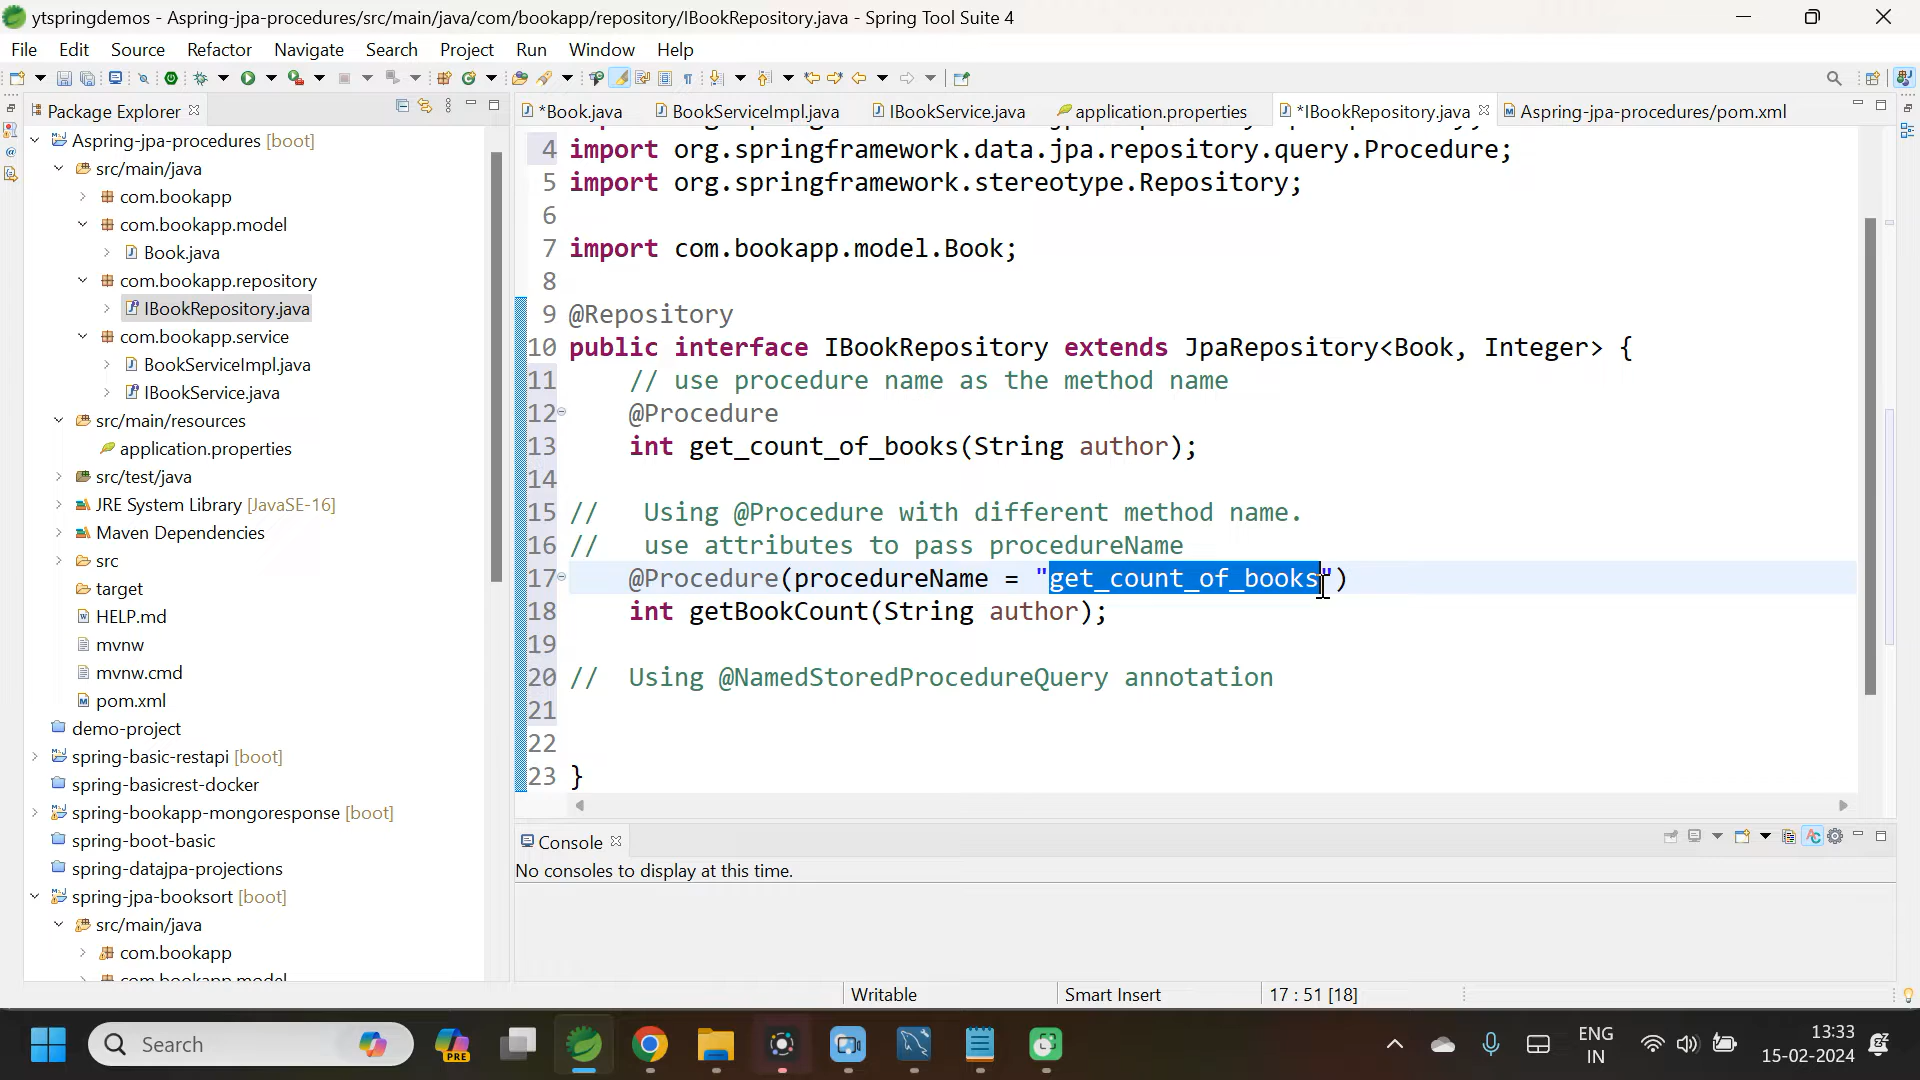 ytspringdemos - Aspring-jpa-procedures/src/main/java/com/bookapp/repository/IBookRepository.java - Spring Tool Suite 4
File Edit Source Refactor Navigate Search Project Run Window Help
Package Explorer
*Book.java BookServiceImpl.java IBookService.java application.properties *IBookRepository.java Aspring-jpa-procedures/pom.xml
Aspring-jpa-procedures [boot]
src/main/java
com.bookapp
com.bookapp.model
Book.java
com.bookapp.repository
IBookRepository.java
com.bookapp.service
BookServiceImpl.java
IBookService.java
src/main/resources
application.properties
src/test/java
JRE System Library [JavaSE-16]
Maven Dependencies
src
target
HELP.md
mvnw
mvnw.cmd
pom.xml
demo-project
spring-basic-restapi [boot]
spring-basicrest-docker
spring-bookapp-mongoresponse [boot]
spring-boot-basic
spring-datajpa-projections
spring-jpa-booksort [boot]
src/main/java
com.bookapp
com.bookapp.model
4 import org.springframework.data.jpa.repository.query.Procedure;
5 import org.springframework.stereotype.Repository;
6
7 import com.bookapp.model.Book;
8
9 @Repository
10 public interface IBookRepository extends JpaRepository<Book, Integer> {
11 // use procedure name as the method name
12 @Procedure
13 int get_count_of_books(String author);
14
15 // Using @Procedure with different method name.
16 // use attributes to pass procedureName
17 @Procedure(procedureName = "get_count_of_books")
18 int getBookCount(String author);
19
20 // Using @NamedStoredProcedureQuery annotation
21
22
23 }
Console
No consoles to display at this time.
Writable Smart Insert 17 : 51 [18]
Search
PRE
ENG
IN
13:33
15-02-2024